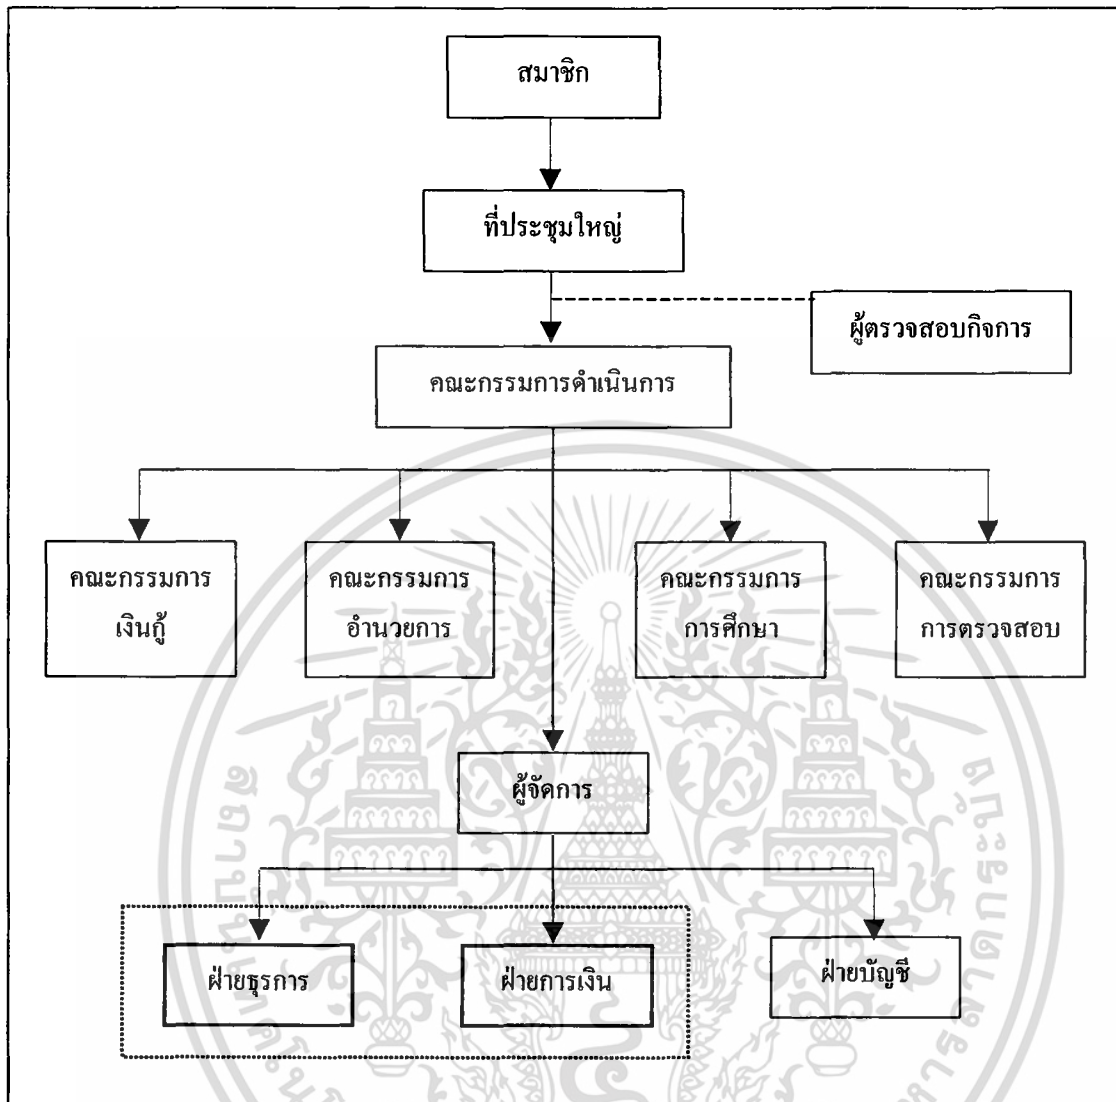 สมาชิก
ที่ประชุมใหญ่
ผู้ตรวจสอบกิจการ
คณะกรรมการดำเนินการ
คณะกรรมการ
เงินกู้
คณะกรรมการ
อำนวยการ
คณะกรรมการ
การศึกษา
คณะกรรมการ
การตรวจสอบ
ผู้จัดการ
ฝ่ายธุรการ
ฝ่ายการเงิน
ฝ่ายบัญชี